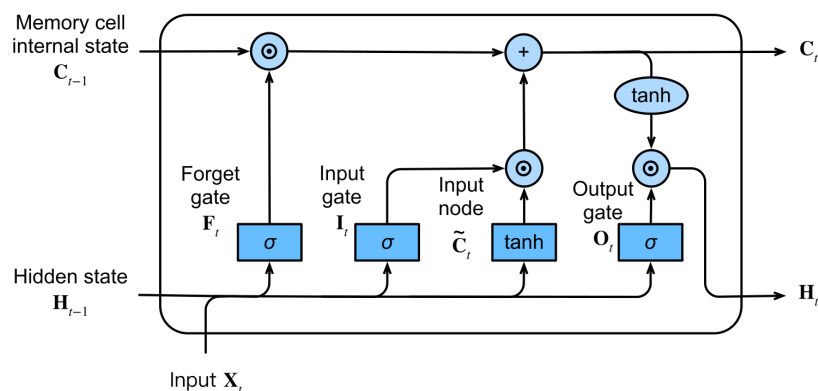 Memory cell
internal state
C_{t-1}
⊙
+
C_t
tanh
Forget
gate
F_t
Input
gate
I_t
⊙
Input
node
C̃_t
⊙
Output
gate
O_t
σ
σ
tanh
σ
Hidden state
H_{t-1}
H_t
Input X_t